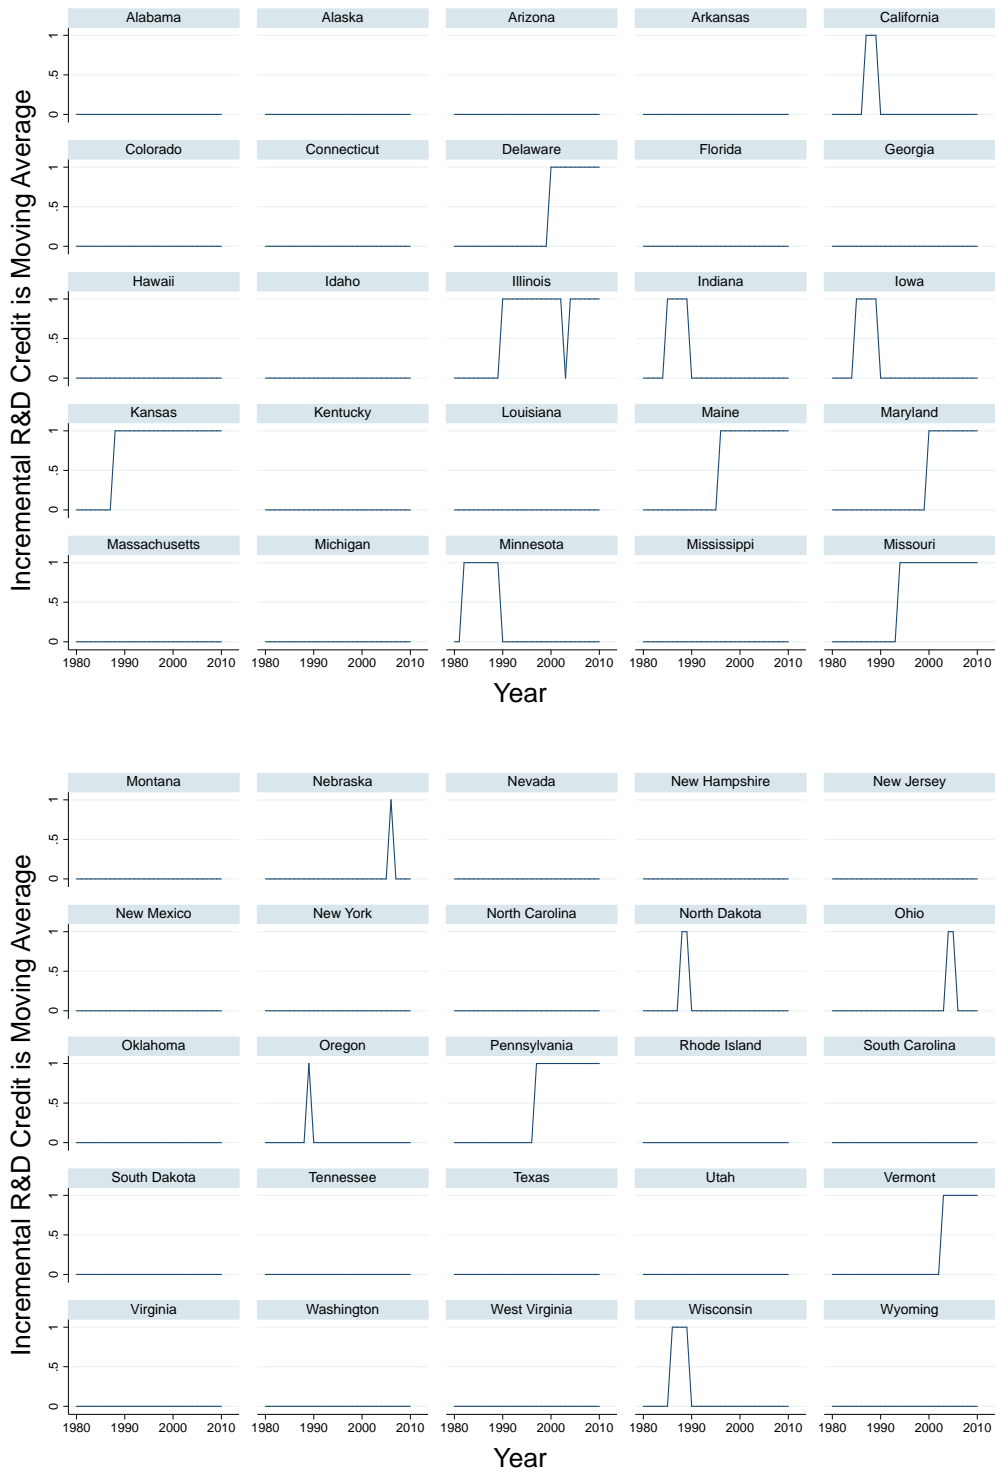 Alabama Alaska Arizona Arkansas California
Colorado Connecticut Delaware Florida Georgia
Hawaii Idaho Illinois Indiana Iowa
Kansas Kentucky Louisiana Maine Maryland
Massachusetts Michigan Minnesota Mississippi Missouri
0 .5 1
0 .5 1
0 .5 1
0 .5 1
0 .5 1
1980 1990 2000 2010 1980 1990 2000 2010 1980 1990 2000 2010 1980 1990 2000 2010 1980 1990 2000 2010
Incremental R&D Credit is Moving Average
Year
Montana Nebraska Nevada New Hampshire New Jersey
New Mexico New York North Carolina North Dakota Ohio
Oklahoma Oregon Pennsylvania Rhode Island South Carolina
South Dakota Tennessee Texas Utah Vermont
Virginia Washington West Virginia Wisconsin Wyoming
0 .5 1
0 .5 1
0 .5 1
0 .5 1
0 .5 1
1980 1990 2000 2010 1980 1990 2000 2010 1980 1990 2000 2010 1980 1990 2000 2010 1980 1990 2000 2010
Incremental R&D Credit is Moving Average
Year